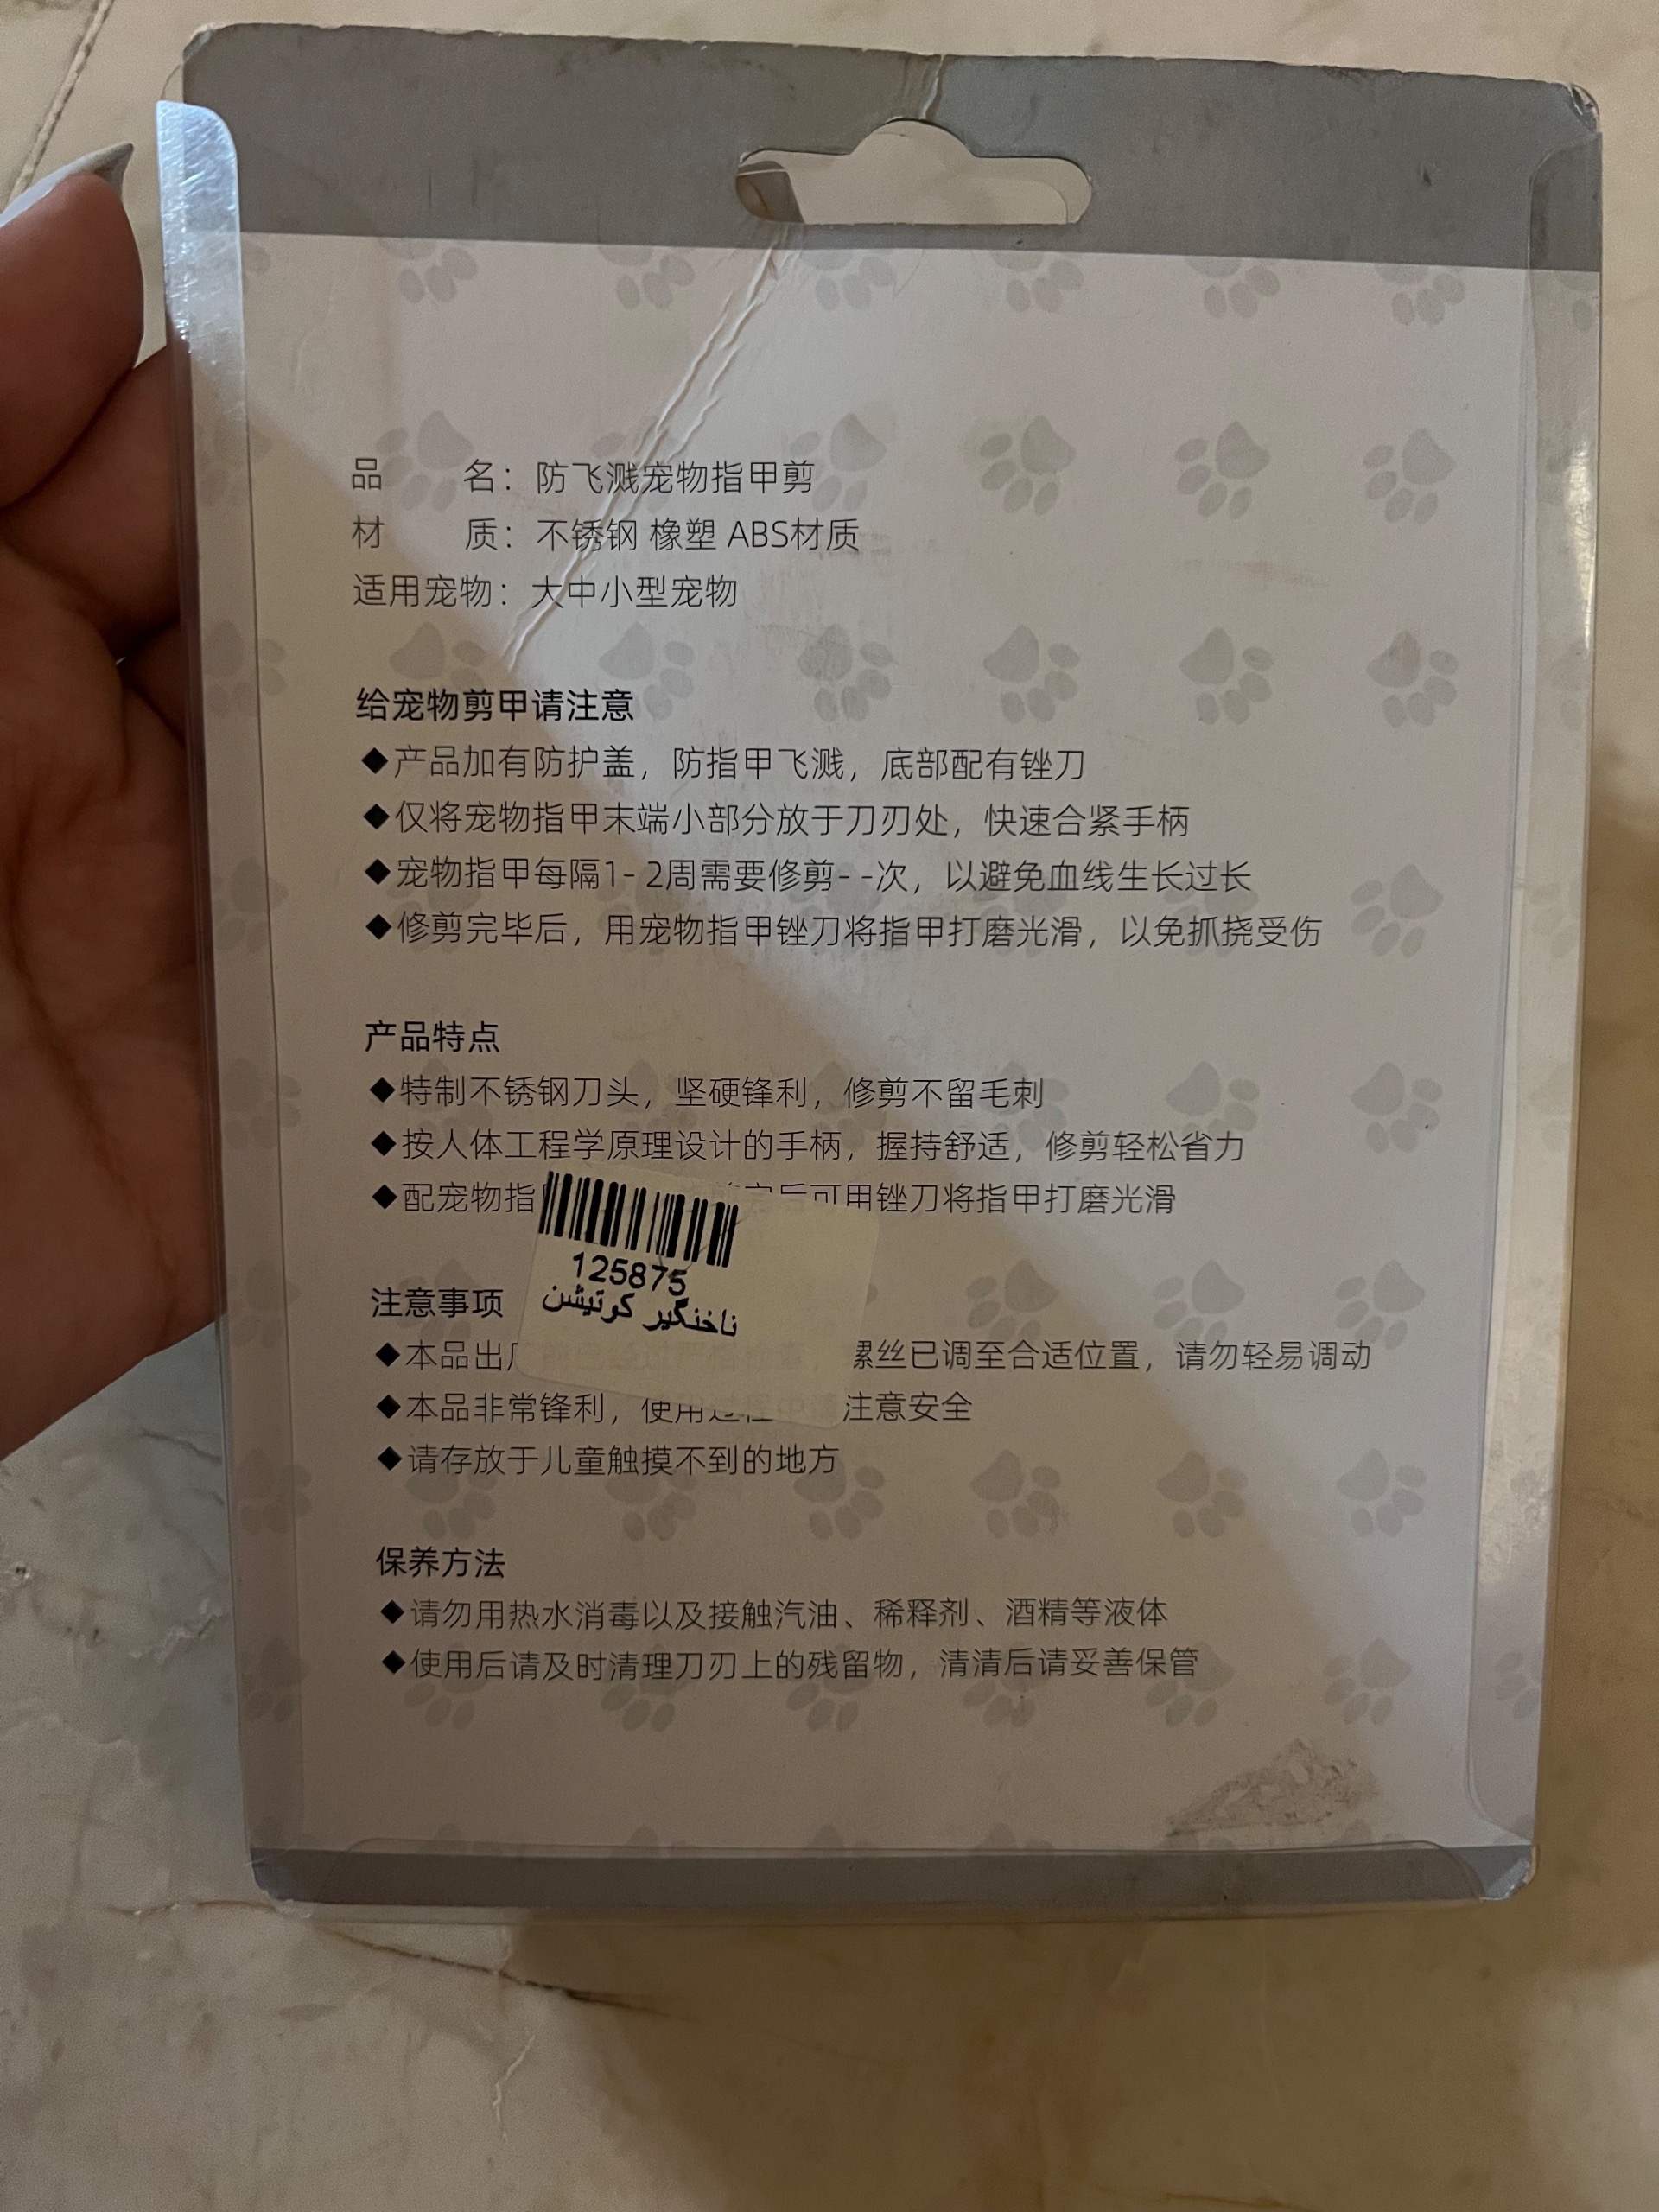 品 名：防飞溅宠物指甲剪
材 质：不锈钢 橡塑 ABS材质
适用宠物：大中小型宠物
给宠物剪甲请注意
◆产品加有防护盖，防指甲飞溅，底部配有锉刀
◆仅将宠物指甲末端小部分放于刀刃处，快速合紧手柄
◆宠物指甲每隔1- 2周需要修剪- -次，以避免血线生长过长
◆修剪完毕后，用宠物指甲锉刀将指甲打磨光滑，以免抓挠受伤
产品特点
◆特制不锈钢刀头，坚硬锋利，修剪不留毛刺
◆按人体工程学原理设计的手柄，握持舒适，修剪轻松省力
◆配宠物指 后可用锉刀将指甲打磨光滑
125875
ناخنگیر کوتیشن
注意事项
◆本品出 螺丝已调至合适位置，请勿轻易调动
◆本品非常锋利，使用过程中 注意安全
◆请存放于儿童触摸不到的地方
保养方法
◆请勿用热水消毒以及接触汽油、稀释剂、酒精等液体
◆使用后请及时清理刀刃上的残留物，清清后请妥善保管